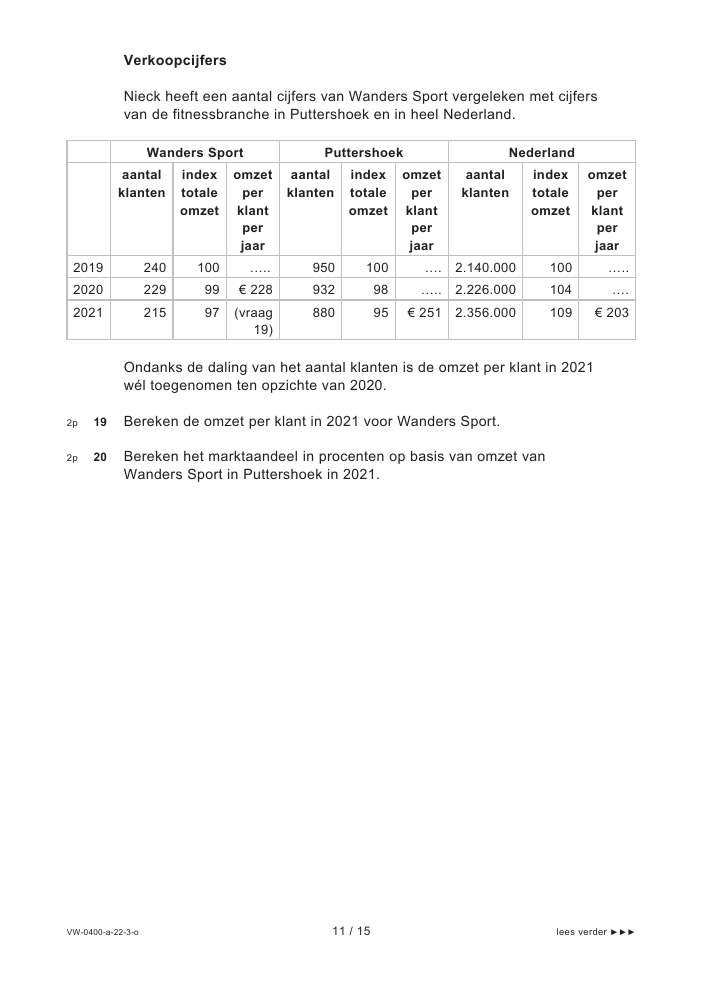 Verkoopcijfers
Nieck heeft een aantal cijfers van Wanders Sport vergeleken met cijfers
van de fitnessbranche in Puttershoek en in heel Nederland.
Wanders Sport Puttershoek Nederland
aantal klanten index totale omzet omzet per klant per jaar aantal klanten index totale omzet omzet per klant per jaar aantal klanten index totale omzet omzet per klant per jaar
2019 240 100 ..... 950 100 .... 2.140.000 100 .....
2020 229 99 € 228 932 98 ..... 2.226.000 104 ....
2021 215 97 (vraag 19) 880 95 € 251 2.356.000 109 € 203
Ondanks de daling van het aantal klanten is de omzet per klant in 2021
wél toegenomen ten opzichte van 2020.
2p 19 Bereken de omzet per klant in 2021 voor Wanders Sport.
2p 20 Bereken het marktaandeel in procenten op basis van omzet van
Wanders Sport in Puttershoek in 2021.
VW-0400-a-22-3-o 11 / 15 lees verder ►►►